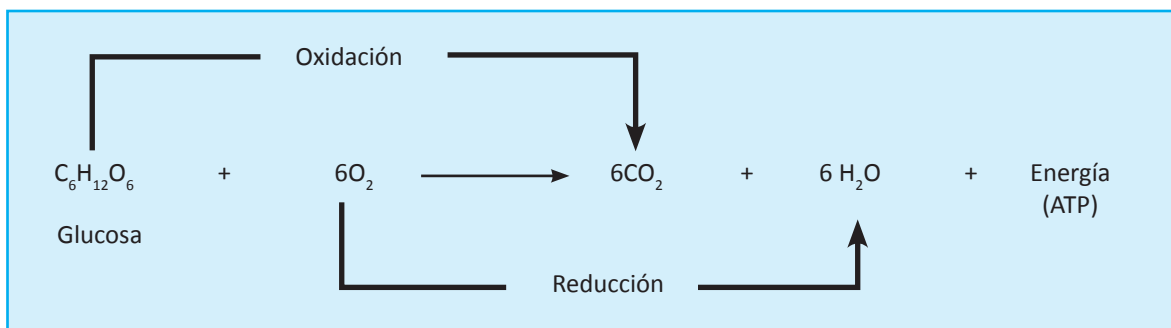 Oxidación
C₆H₁₂O₆ + 6O₂ 6CO₂ + 6 H₂O + Energía
(ATP)
Glucosa
Reducción